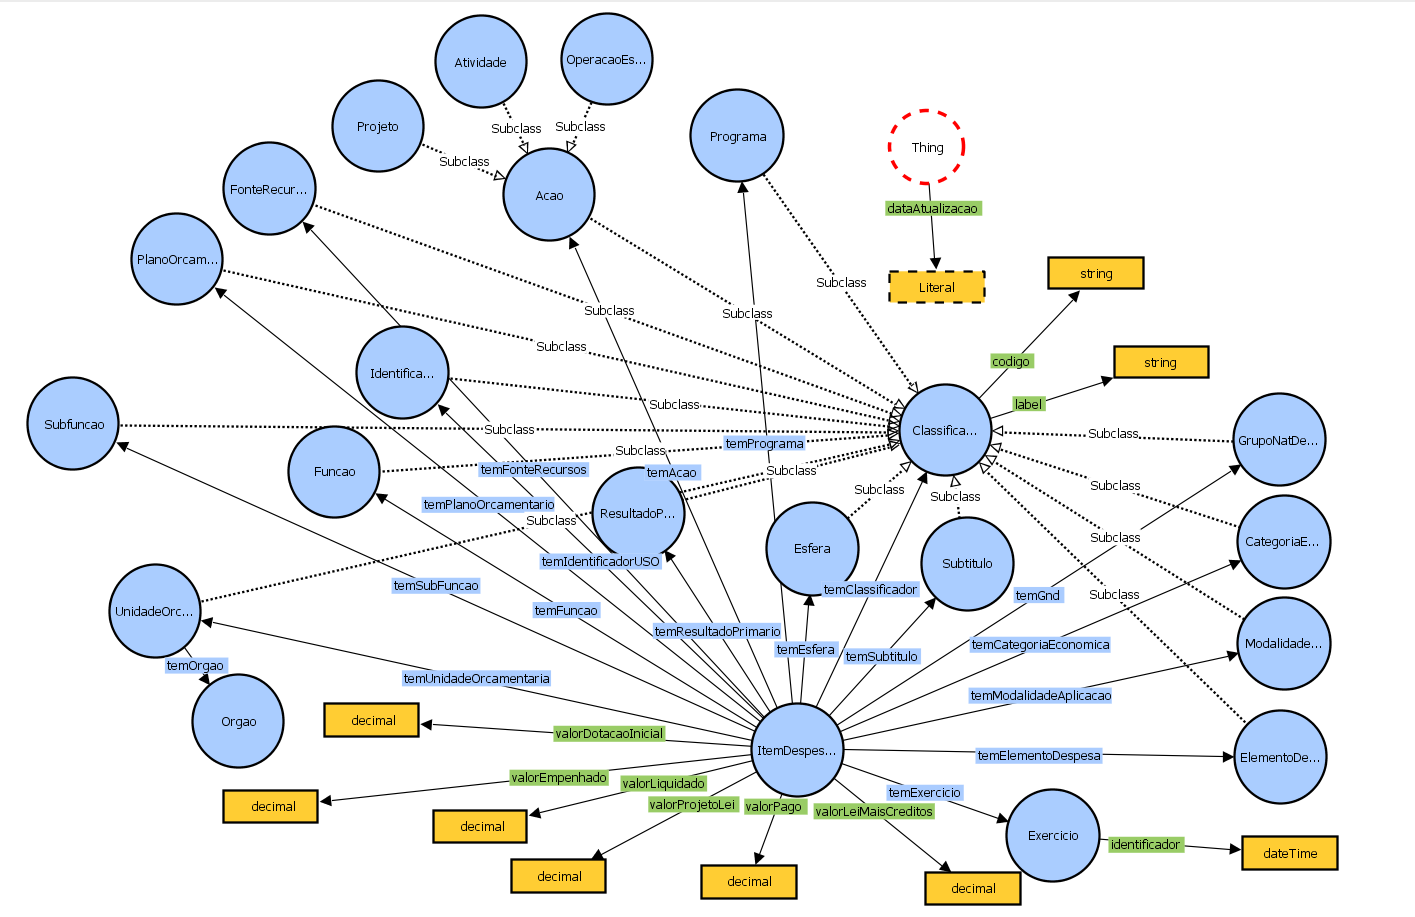 Atividade
OperacaoEs...
Projeto
Subclass
Subclass
Subclass
Programa
Thing
FonteRecur...
Acao
dataAtualizacao
PlanoOrcam...
string
Literal
Subclass
Subclass
Subclass
Subclass
codigo
string
Identifica...
label
Subclass
Subfuncao
Subclass
Classifica...
Subclass
GrupoNatDe...
temPrograma
Subclass
Funcao
temFonteRecursos
temAcao
Subclass
Subclass
Subclass
Subclass
temPlanoOrcamentario
ResultadoP...
Subclass
Subclass
CategoriaE...
Esfera
temIdentificadorUSO
Subtitulo
temSubFuncao
temClassificador
temGnd
Subclass
UnidadeOrc...
temFuncao
temResultadoPrimario
temEsfera
temSubtitulo
temCategoriaEconomica
Modalidade...
temOrgao
temUnidadeOrcamentaria
temModalidadeAplicacao
Orgao
decimal
valorDotacaoInicial
ItemDespes...
temElementoDespesa
ElementoDe...
valorEmpenhado
valorLiquidado
temExercicio
decimal
valorProjetoLei
valorPago
valorLeiMaisCreditos
decimal
Exercicio
identificador
dateTime
decimal
decimal
decimal